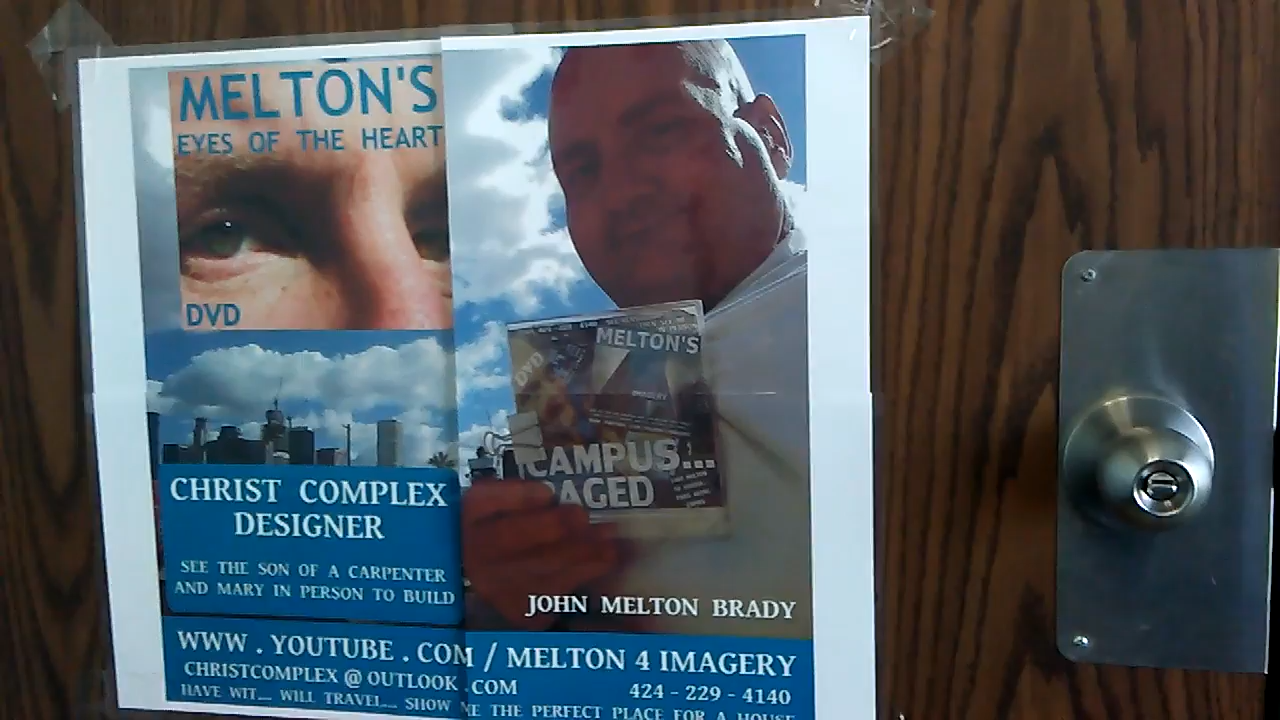 MELTON'S
EYES OF THE HEART
DVD
MELTON'S
DVD
CAMPUS...
CHRIST COMPLEX
DESIGNER
SEE THE SON OF A CARPENTER
AND MARY IN PERSON TO BUILD
JOHN MELTON BRADY
WWW . YOUTUBE . COM / MELTON 4 IMAGERY
CHRISTCOMPLEX @ OUTLOOK .COM
424 - 229 - 4140
HAVE WIT.... WILL TRAVEL.... SHOW ME THE PERFECT PLACE FOR A HOUSE